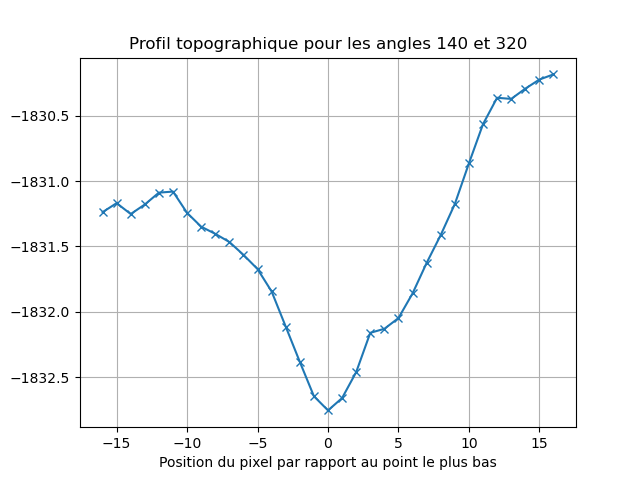 Profil topographique pour les angles 140 et 320
−1830.5
−1831.0
−1831.5
−1832.0
−1832.5
−15 −10 −5 0 5 10 15
Position du pixel par rapport au point le plus bas